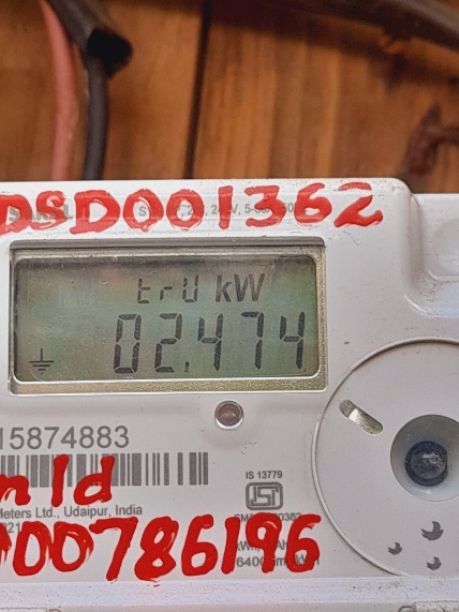 DSD001362
trU kW
02.474
15874883
nld
Meters Ltd., Udaipur, India
IS 13779
00786196